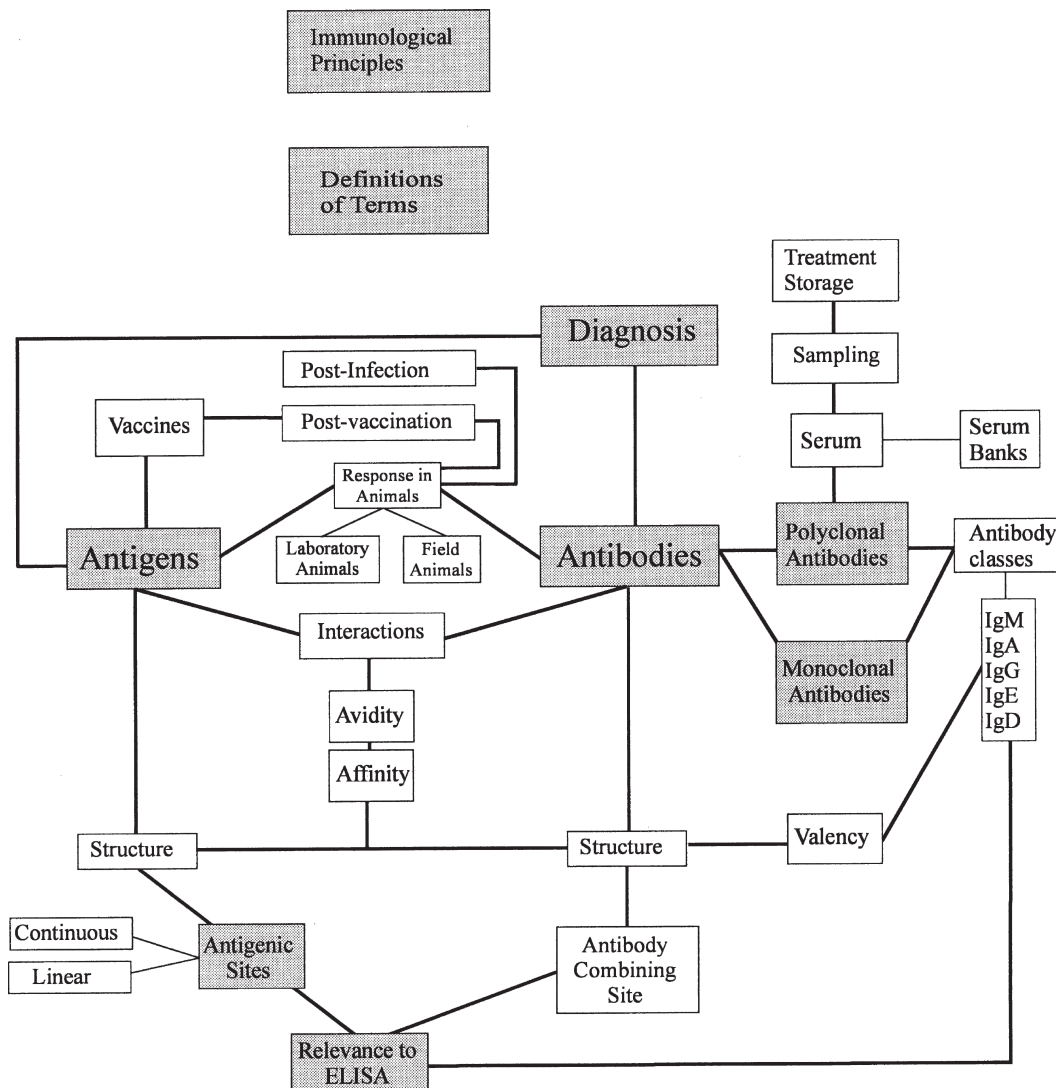 Immunological
Principles
Definitions
of Terms
Treatment
Storage
Diagnosis
Sampling
Post-Infection
Vaccines
Post-vaccination
Serum
Serum
Banks
Response in
Animals
Antigens
Laboratory
Animals
Field
Animals
Antibodies
Polyclonal
Antibodies
Antibody
classes
Interactions
IgM
IgA
IgG
IgE
IgD
Monoclonal
Antibodies
Avidity
Affinity
Structure
Structure
Valency
Continuous
Linear
Antigenic
Sites
Antibody
Combining
Site
Relevance to
ELISA